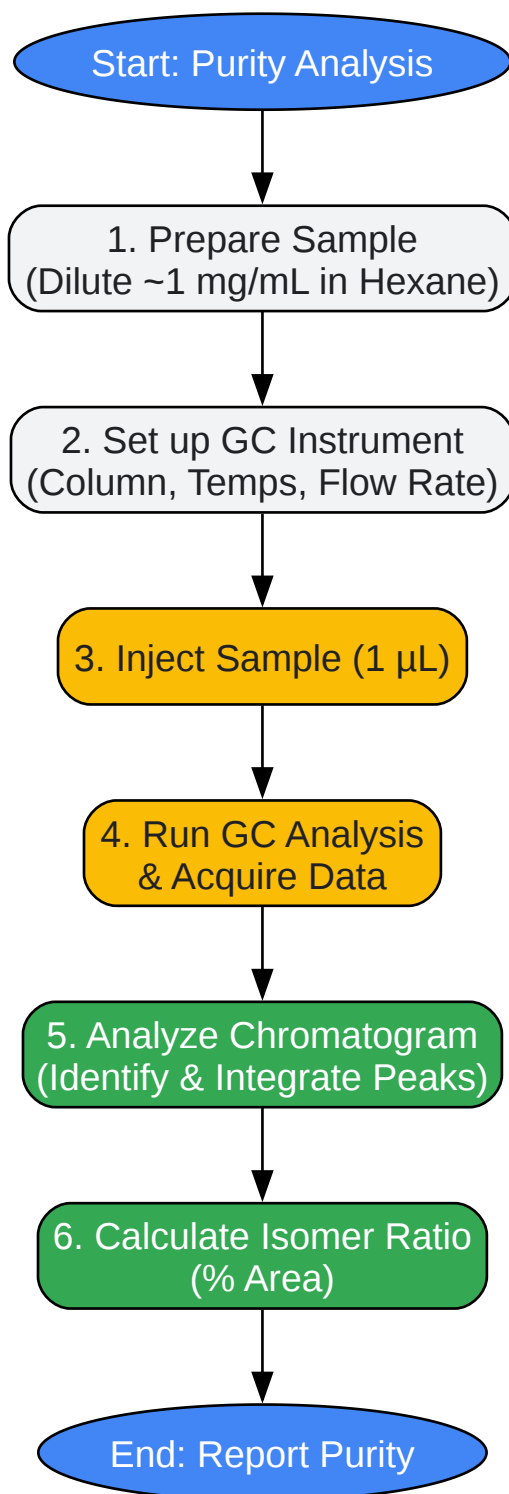 Start: Purity Analysis
1. Prepare Sample
(Dilute ~1 mg/mL in Hexane)
2. Set up GC Instrument
(Column, Temps, Flow Rate)
3. Inject Sample (1 µL)
4. Run GC Analysis
& Acquire Data
5. Analyze Chromatogram
(Identify & Integrate Peaks)
6. Calculate Isomer Ratio
(% Area)
End: Report Purity